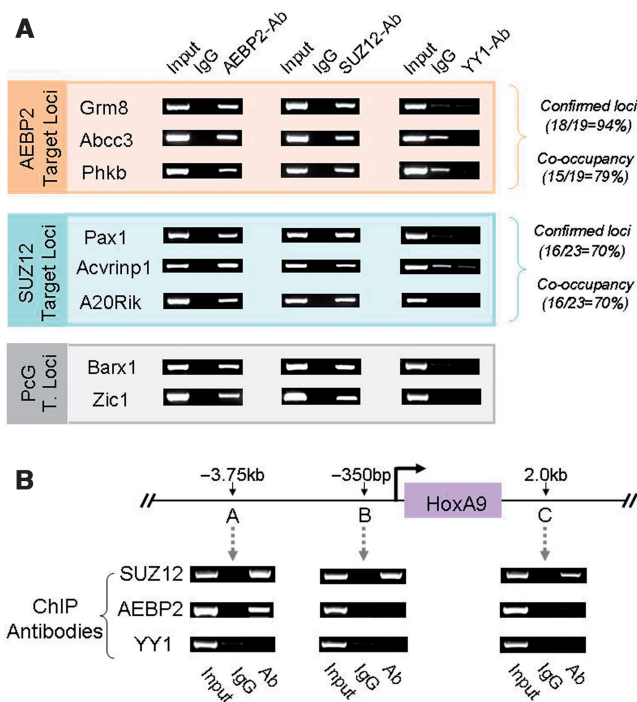 A
Input IgG AEBP2-Ab Input IgG SUZ12-Ab Input IgG YY1-Ab
AEBP2
Target Loci
Grm8
Abcc3
Phkb
Confirmed loci
(18/19=94%)
Co-occupancy
(15/19=79%)
SUZ12
Target Loci
Pax1
Acvrinp1
A20Rik
Confirmed loci
(16/23=70%)
Co-occupancy
(16/23=70%)
PcG
T. Loci
Barx1
Zic1
B
−3.75kb −350bp 2.0kb
HoxA9
A B C
ChIP
Antibodies
SUZ12
AEBP2
YY1
Input IgG Ab Input IgG Ab Input IgG Ab